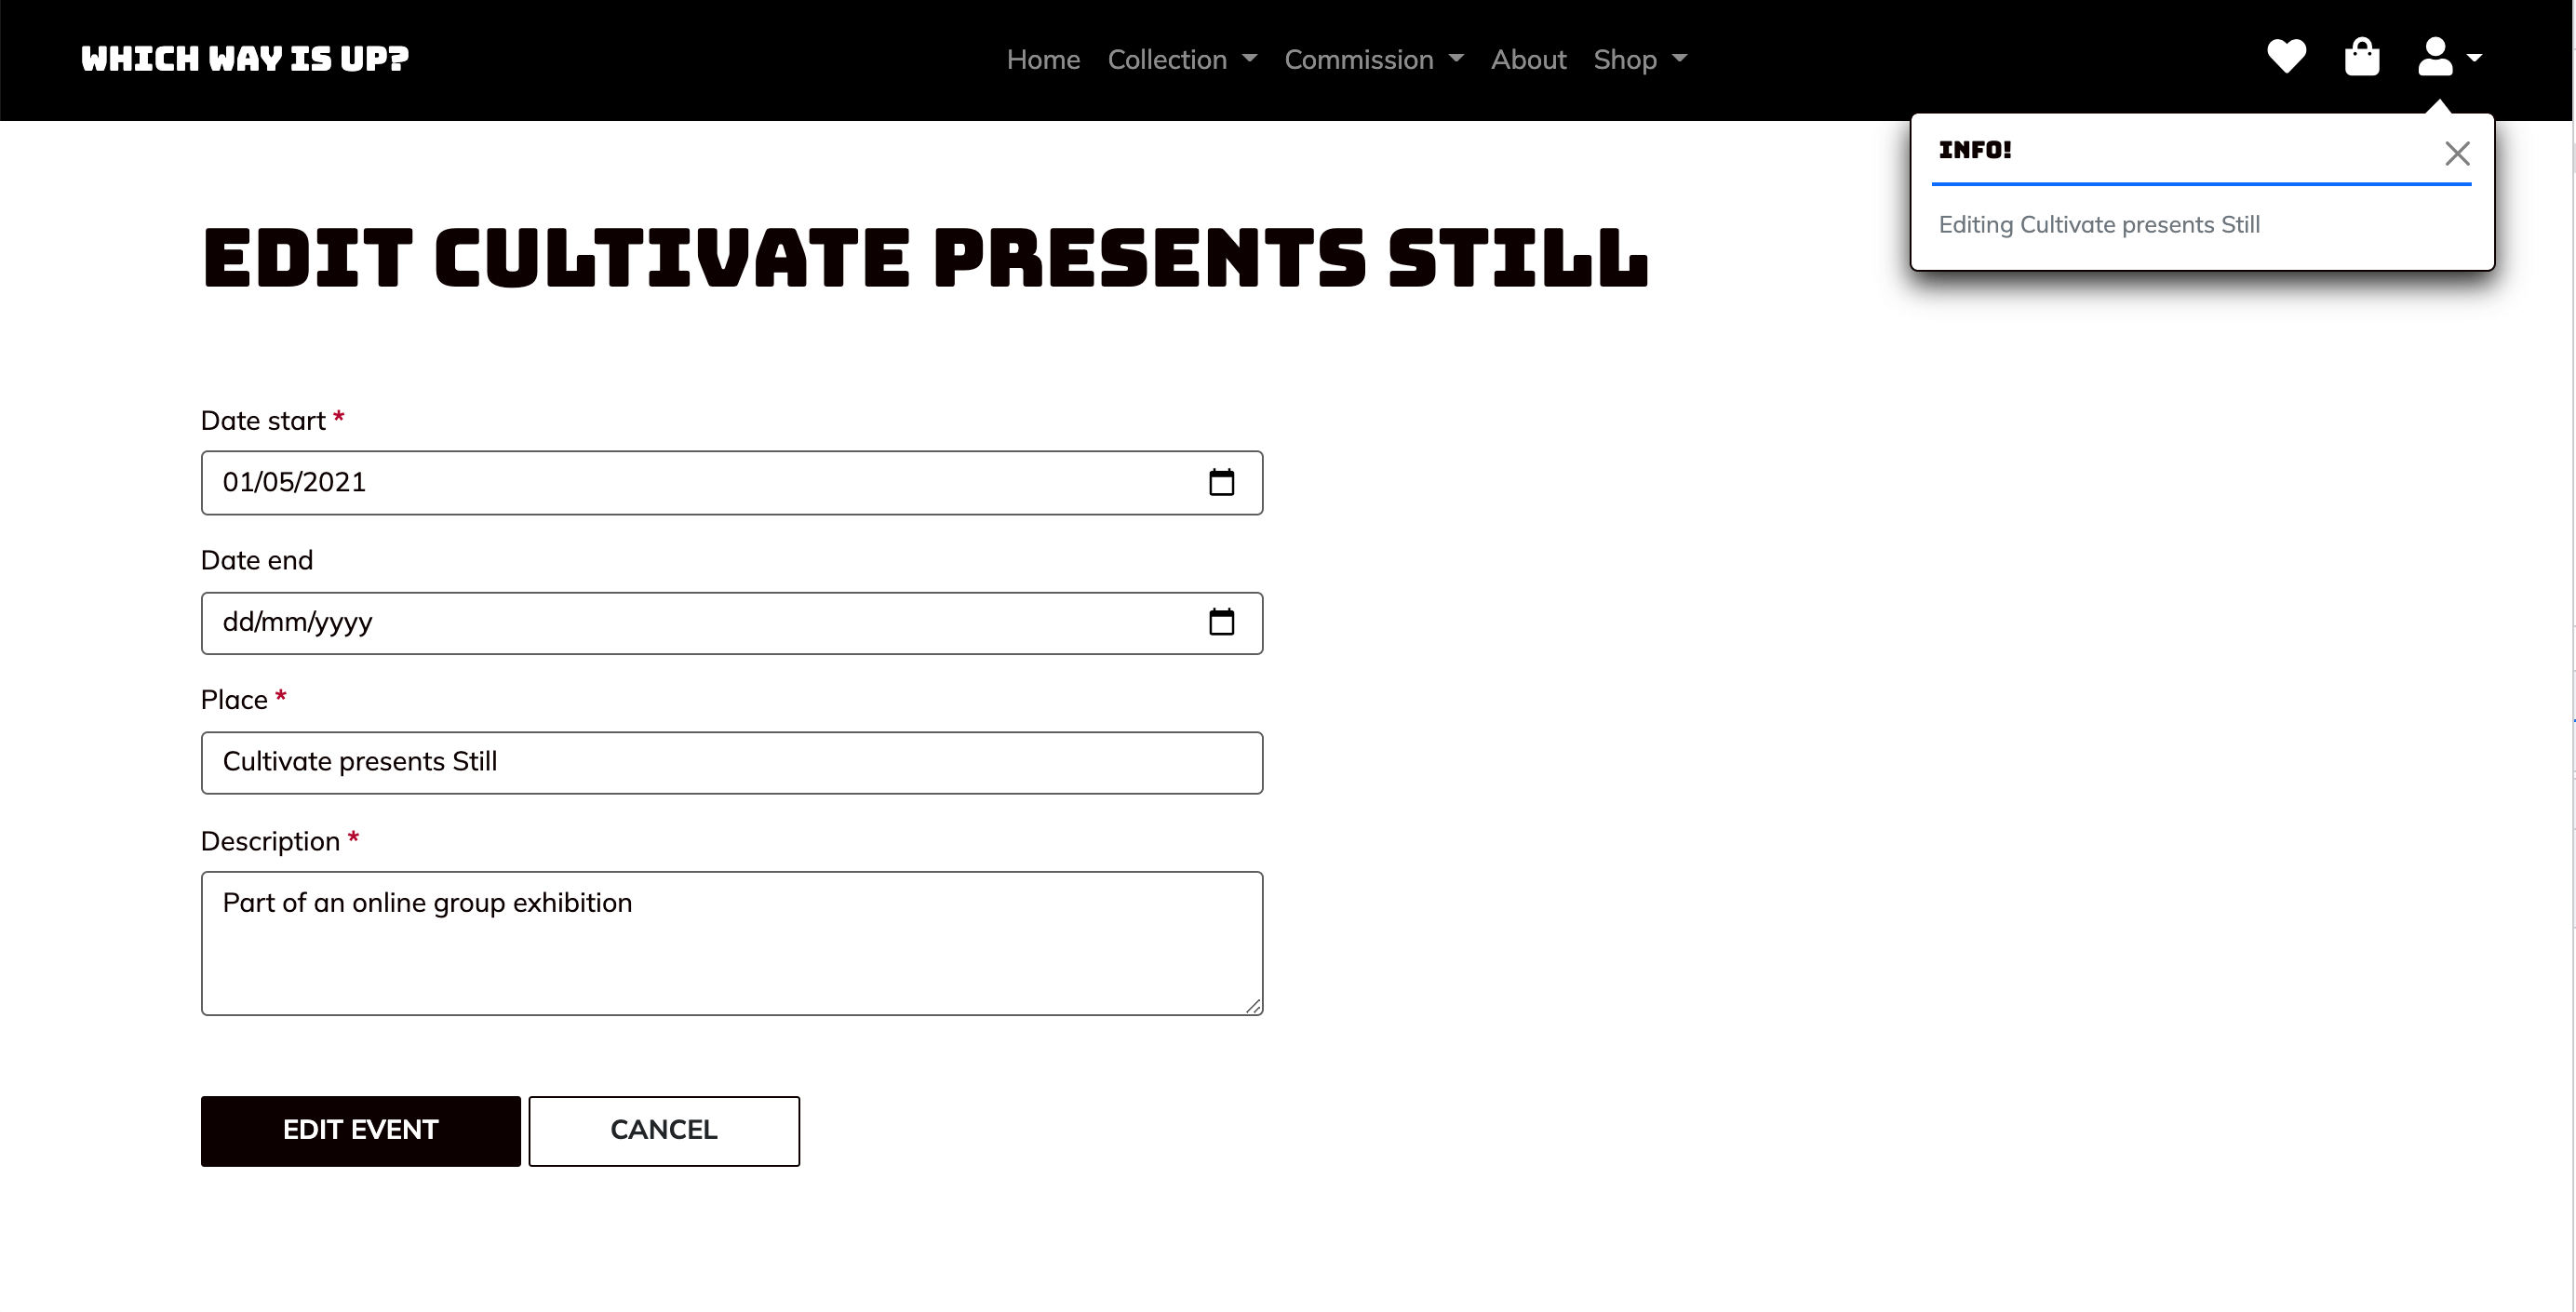 WHICH WAY IS UP?
Home Collection Commission About Shop
INFO!
Editing Cultivate presents Still
EDIT CULTIVATE PRESENTS STILL
Date start *
01/05/2021
Date end
dd/mm/yyyy
Place *
Cultivate presents Still
Description *
Part of an online group exhibition
EDIT EVENT CANCEL